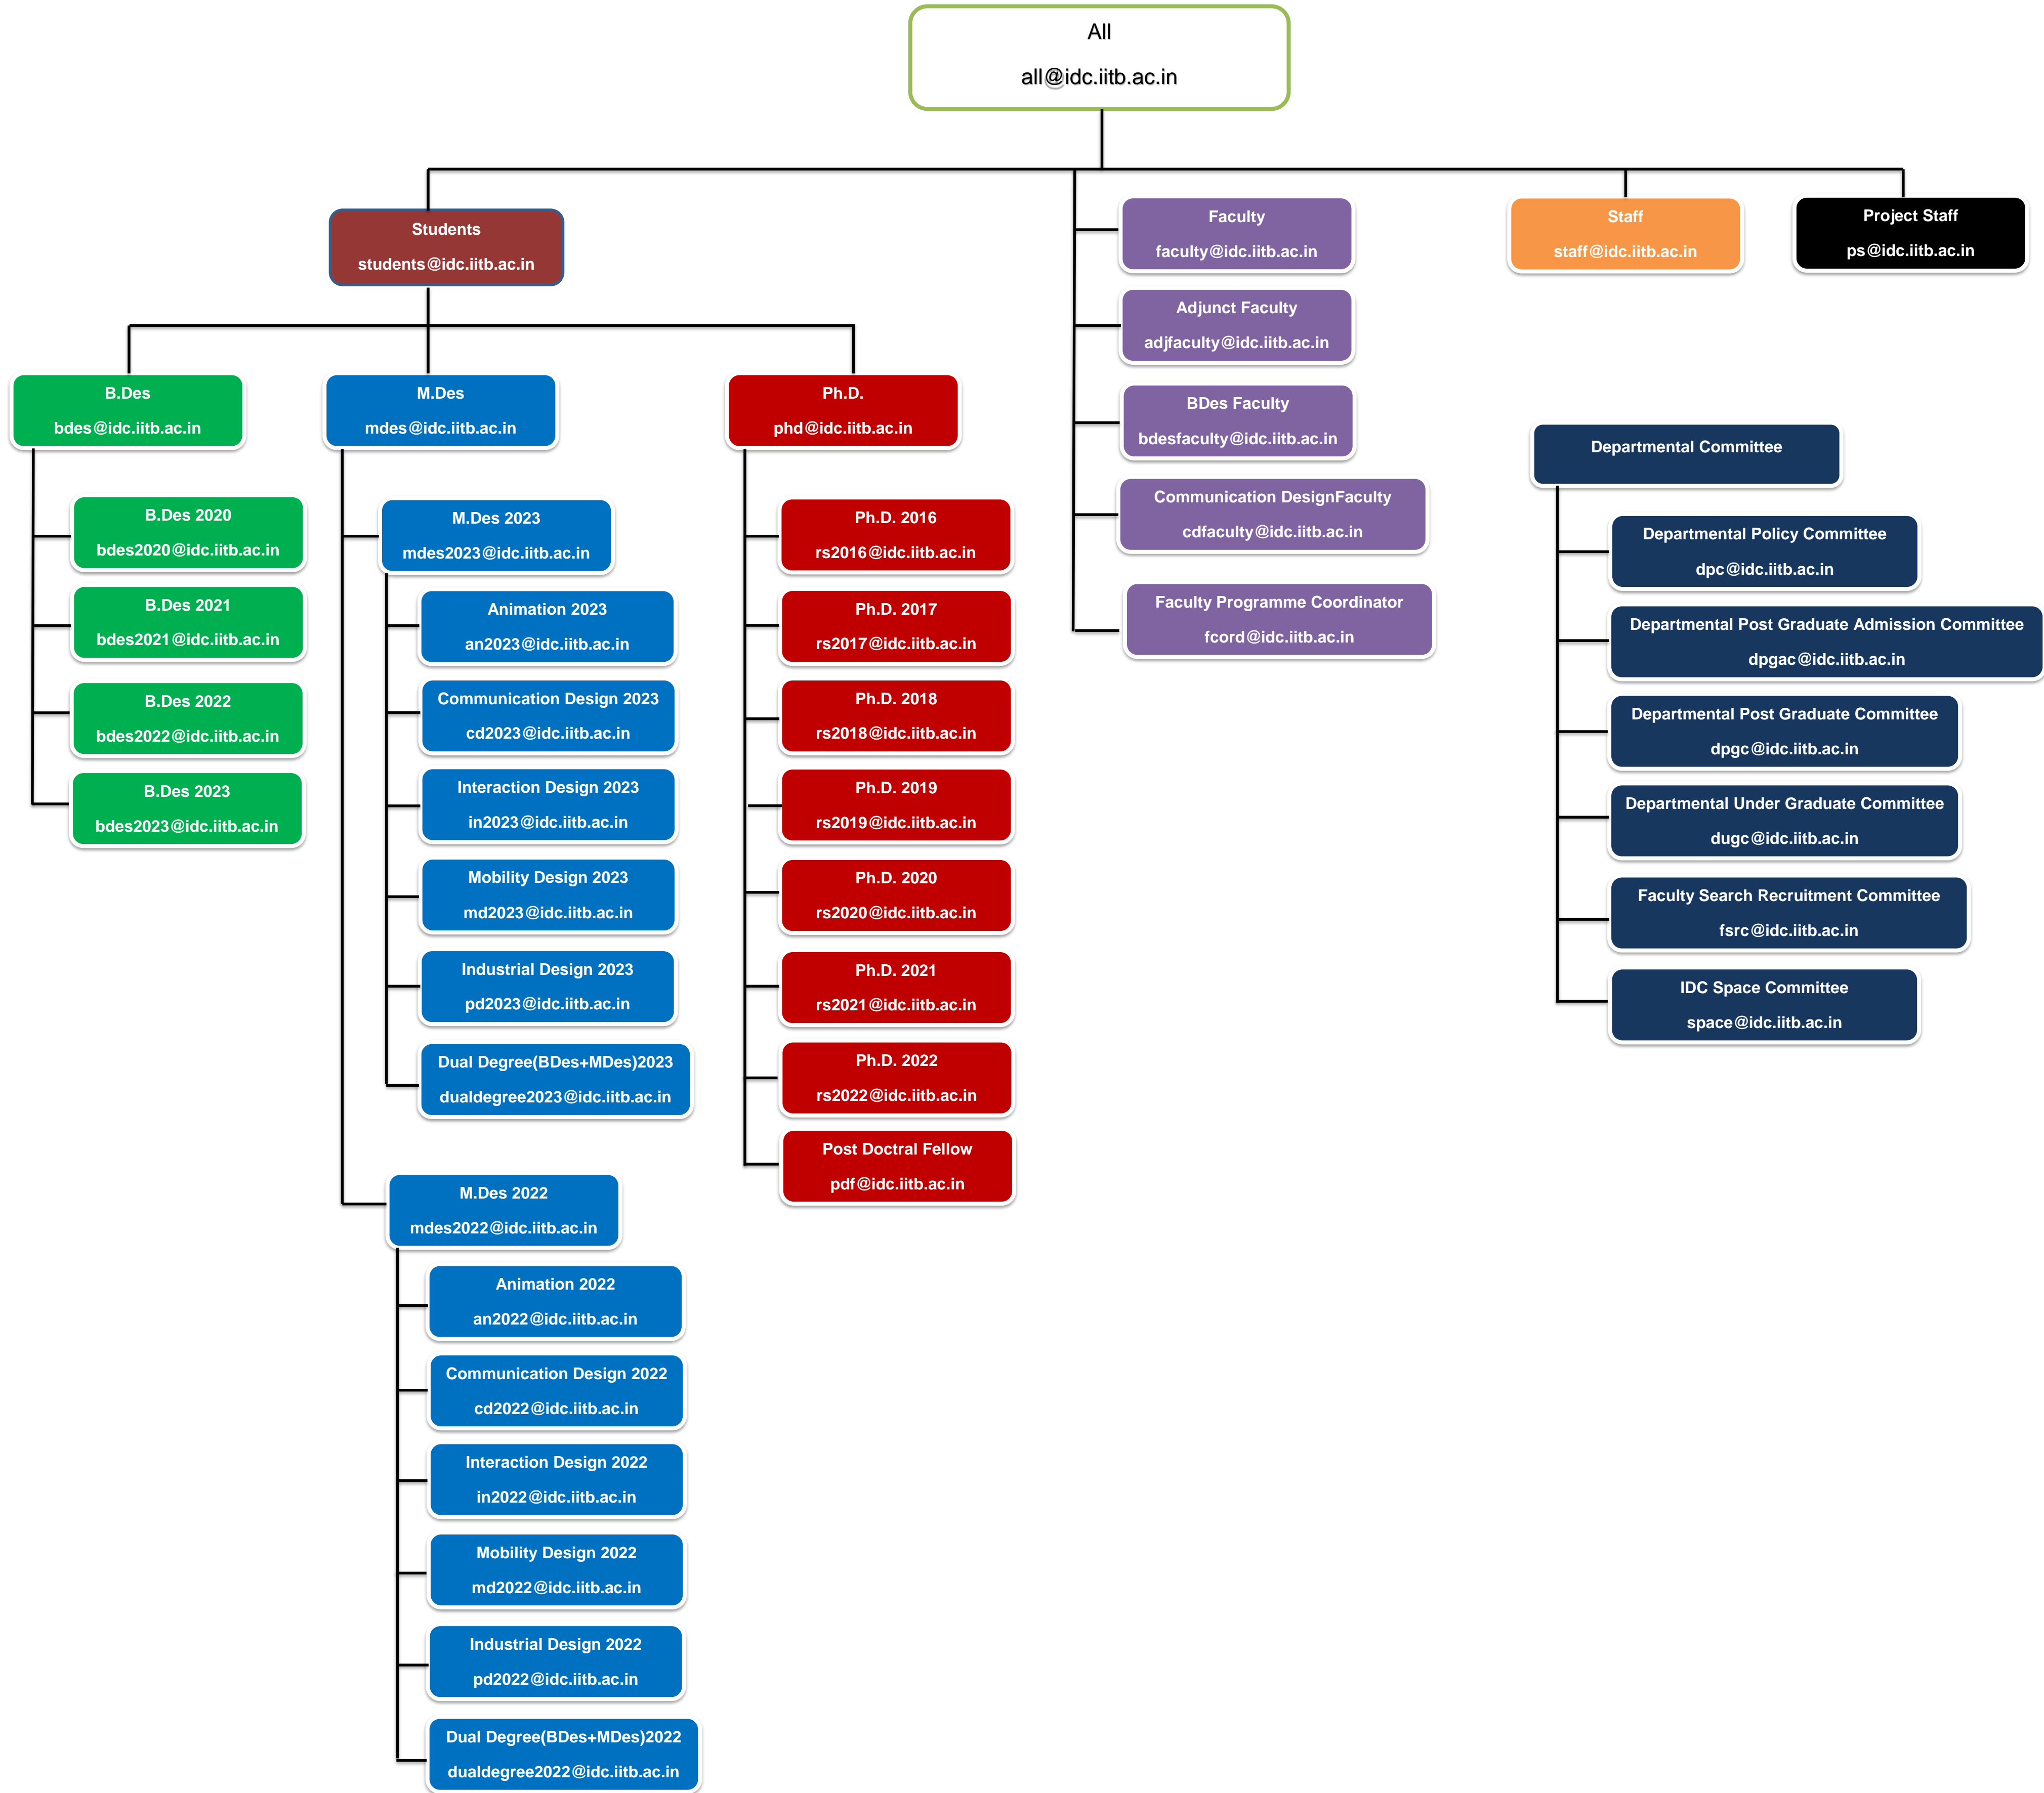 All
all@idc.iitb.ac.in
Students
students@idc.iitb.ac.in
B.Des
bdes@idc.iitb.ac.in
B.Des 2020
bdes2020@idc.iitb.ac.in
B.Des 2021
bdes2021@idc.iitb.ac.in
B.Des 2022
bdes2022@idc.iitb.ac.in
B.Des 2023
bdes2023@idc.iitb.ac.in
M.Des
mdes@idc.iitb.ac.in
M.Des 2023
mdes2023@idc.iitb.ac.in
Animation 2023
an2023@idc.iitb.ac.in
Communication Design 2023
cd2023@idc.iitb.ac.in
Interaction Design 2023
in2023@idc.iitb.ac.in
Mobility Design 2023
md2023@idc.iitb.ac.in
Industrial Design 2023
pd2023@idc.iitb.ac.in
Dual Degree(BDes+MDes)2023
dualdegree2023@idc.iitb.ac.in
M.Des 2022
mdes2022@idc.iitb.ac.in
Animation 2022
an2022@idc.iitb.ac.in
Communication Design 2022
cd2022@idc.iitb.ac.in
Interaction Design 2022
in2022@idc.iitb.ac.in
Mobility Design 2022
md2022@idc.iitb.ac.in
Industrial Design 2022
pd2022@idc.iitb.ac.in
Dual Degree(BDes+MDes)2022
dualdegree2022@idc.iitb.ac.in
Ph.D.
phd@idc.iitb.ac.in
Ph.D. 2016
rs2016@idc.iitb.ac.in
Ph.D. 2017
rs2017@idc.iitb.ac.in
Ph.D. 2018
rs2018@idc.iitb.ac.in
Ph.D. 2019
rs2019@idc.iitb.ac.in
Ph.D. 2020
rs2020@idc.iitb.ac.in
Ph.D. 2021
rs2021@idc.iitb.ac.in
Ph.D. 2022
rs2022@idc.iitb.ac.in
Post Doctral Fellow
pdf@idc.iitb.ac.in
Faculty
faculty@idc.iitb.ac.in
Adjunct Faculty
adjfaculty@idc.iitb.ac.in
BDes Faculty
bdesfaculty@idc.iitb.ac.in
Communication DesignFaculty
cdfaculty@idc.iitb.ac.in
Faculty Programme Coordinator
fcord@idc.iitb.ac.in
Staff
staff@idc.iitb.ac.in
Project Staff
ps@idc.iitb.ac.in
Departmental Committee
Departmental Policy Committee
dpc@idc.iitb.ac.in
Departmental Post Graduate Admission Committee
dpgac@idc.iitb.ac.in
Departmental Post Graduate Committee
dpgc@idc.iitb.ac.in
Departmental Under Graduate Committee
dugc@idc.iitb.ac.in
Faculty Search Recruitment Committee
fsrc@idc.iitb.ac.in
IDC Space Committee
space@idc.iitb.ac.in